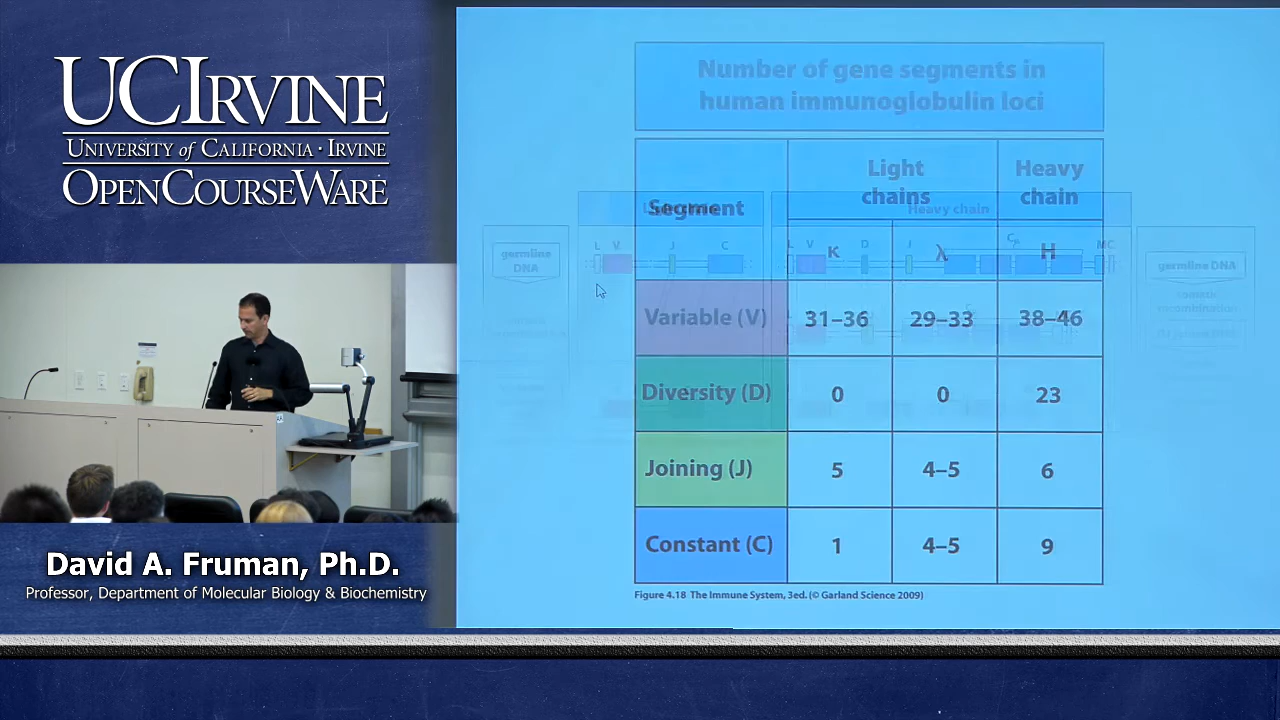 UCIRVINE
UNIVERSITY of CALIFORNIA · IRVINE
OPENCOURSEWARE
David A. Fruman, Ph.D.
Professor, Department of Molecular Biology & Biochemistry
Number of gene segments in
human immunoglobulin loci
Segment
Light
chains
Heavy
chain
κ
λ
H
Variable (V)
31–36
29–33
38–46
Diversity (D)
0
0
23
Joining (J)
5
4–5
6
Constant (C)
1
4–5
9
Figure 4.18 The Immune System, 3ed. (© Garland Science 2009)
Heavy chain
germline
DNA
L
V
J
C
L
V
D
J
Cμ
germline DNA
somatic
recombination